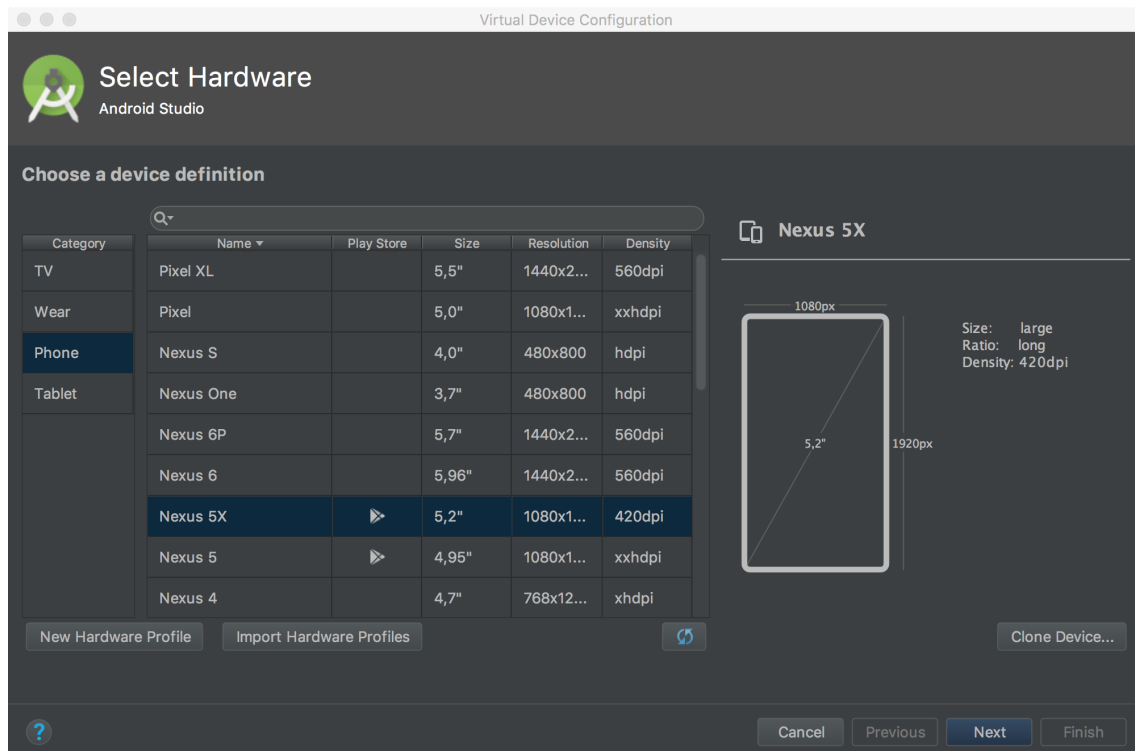 Virtual Device Configuration
Select Hardware
Android Studio
Choose a device definition
Category Name Play Store Size Resolution Density
TV
Wear
Phone
Tablet
Pixel XL 5,5" 1440x2... 560dpi
Pixel 5,0" 1080x1... xxhdpi
Nexus S 4,0" 480x800 hdpi
Nexus One 3,7" 480x800 hdpi
Nexus 6P 5,7" 1440x2... 560dpi
Nexus 6 5,96" 1440x2... 560dpi
Nexus 5X 5,2" 1080x1... 420dpi
Nexus 5 4,95" 1080x1... xxhdpi
Nexus 4 4,7" 768x12... xhdpi
New Hardware Profile Import Hardware Profiles
Nexus 5X
1080px
5,2"
1920px
Size: large
Ratio: long
Density: 420dpi
Clone Device...
? Cancel Previous Next Finish